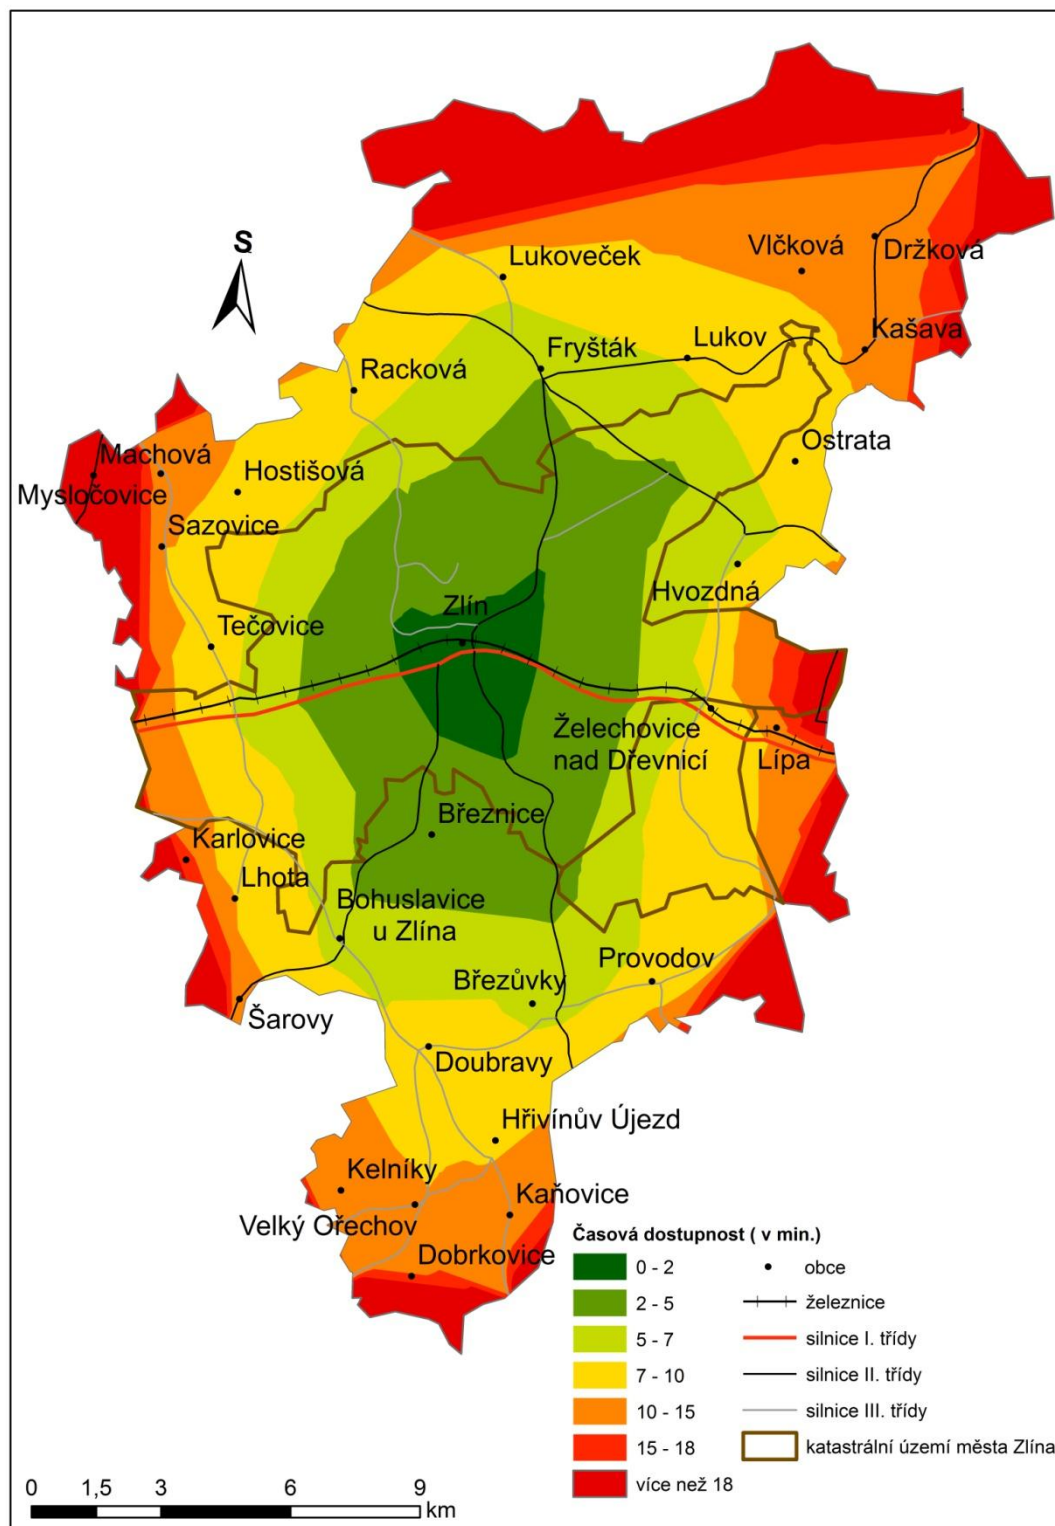 S
Lukoveček
Vlčková
Držková
Fryšták
Lukov
Kašava
Racková
Ostrata
Machová
Hostišová
Mysločovice
Sazovice
Hvozdná
Zlín
Tečovice
Želechovice
nad Dřevnicí
Lípa
Březnice
Karlovice
Lhota
Bohuslavice
u Zlína
Provodov
Březůvky
Šarovy
Doubravy
Hřivínův Újezd
Kelníky
Kaňovice
Velký Ořechov
Dobrkovice
Časová dostupnost ( v min.)
0 - 2
obce
2 - 5
železnice
5 - 7
silnice I. třídy
7 - 10
silnice II. třídy
10 - 15
silnice III. třídy
15 - 18
katastrální území města Zlína
více než 18
0 1,5 3 6 9
km